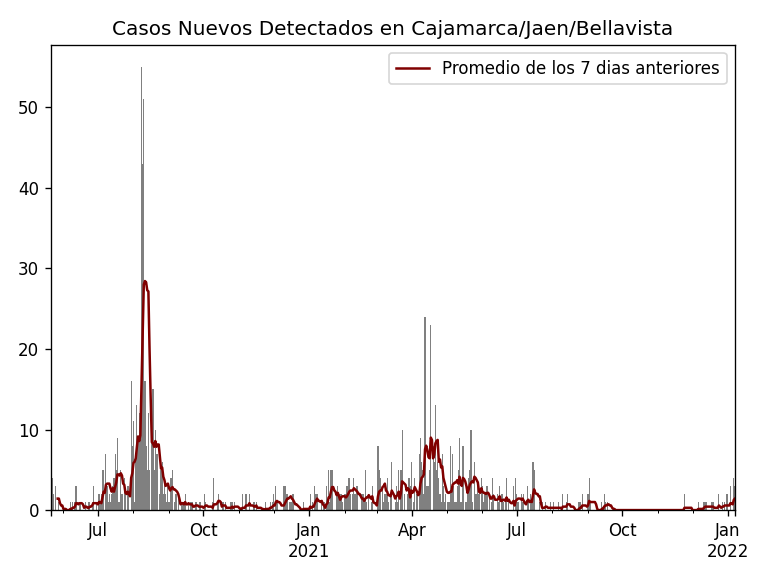 Casos Nuevos Detectados en Cajamarca/Jaen/Bellavista
Promedio de los 7 dias anteriores
50
40
30
20
10
0
Jul
Oct
Jan
2021
Apr
Jul
Oct
Jan
2022